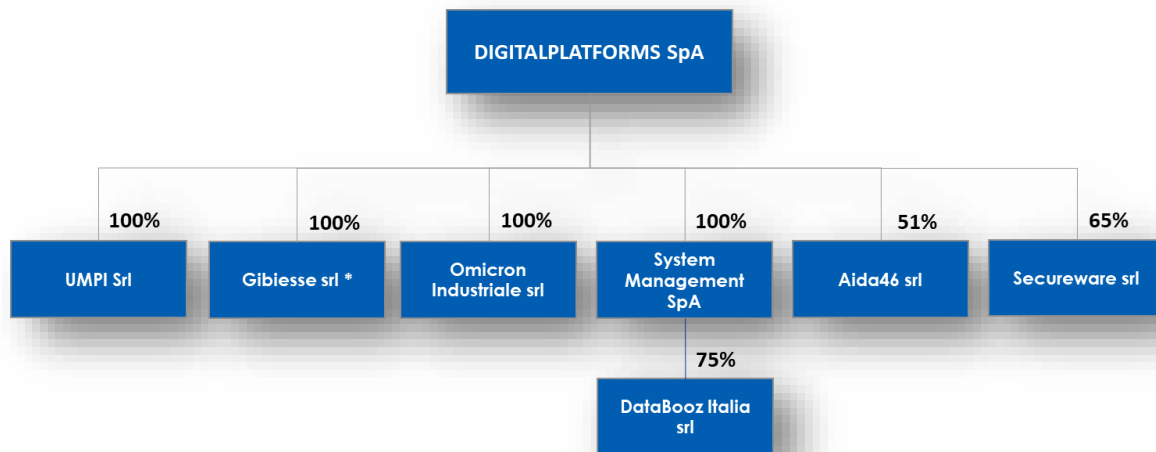 DIGITALPLATFORMS SpA
100%
100%
100%
100%
51%
65%
UMPI Srl
Gibiesse srl *
Omicron
Industriale srl
System
Management
SpA
Aida46 srl
Secureware srl
75%
DataBooz Italia
srl